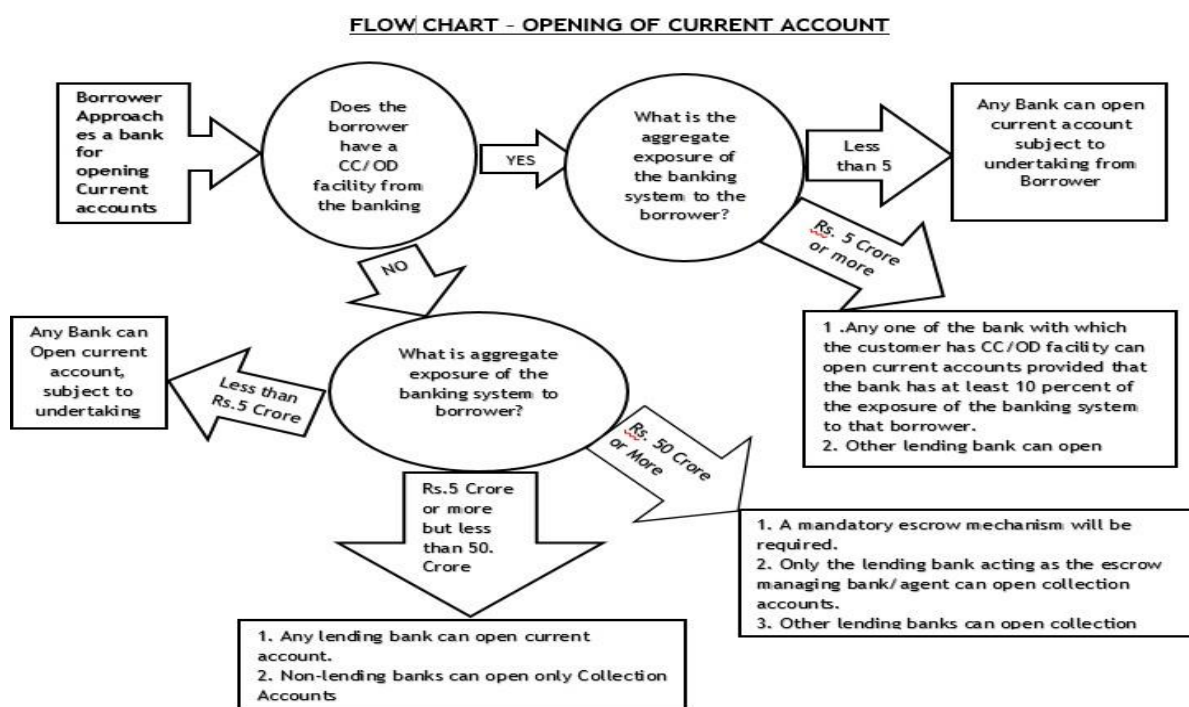 FLOW CHART – OPENING OF CURRENT ACCOUNT
Borrower
Approach
es a bank
for
opening
Current
accounts
Does the
borrower
have a
CC/OD
facility from
the banking
YES
What is the
aggregate
exposure of
the banking
system to the
borrower?
Less
than 5
Any Bank can open
current account
subject to
undertaking from
Borrower
Rs. 5 Crore
or more
NO
1 .Any one of the bank with which
the customer has CC/OD facility can
open current accounts provided that
the bank has at least 10 percent of
the exposure of the banking system
to that borrower.
2. Other lending bank can open
What is aggregate
exposure of the
banking system to
borrower?
Less than
Rs.5 Crore
Any Bank can
Open current
account,
subject to
undertaking
Rs. 50 Crore
or More
Rs.5 Crore
or more
but less
than 50.
Crore
1. A mandatory escrow mechanism will be
required.
2. Only the lending bank acting as the escrow
managing bank/agent can open collection
accounts.
3. Other lending banks can open collection
1. Any lending bank can open current
account.
2. Non-lending banks can open only Collection
Accounts